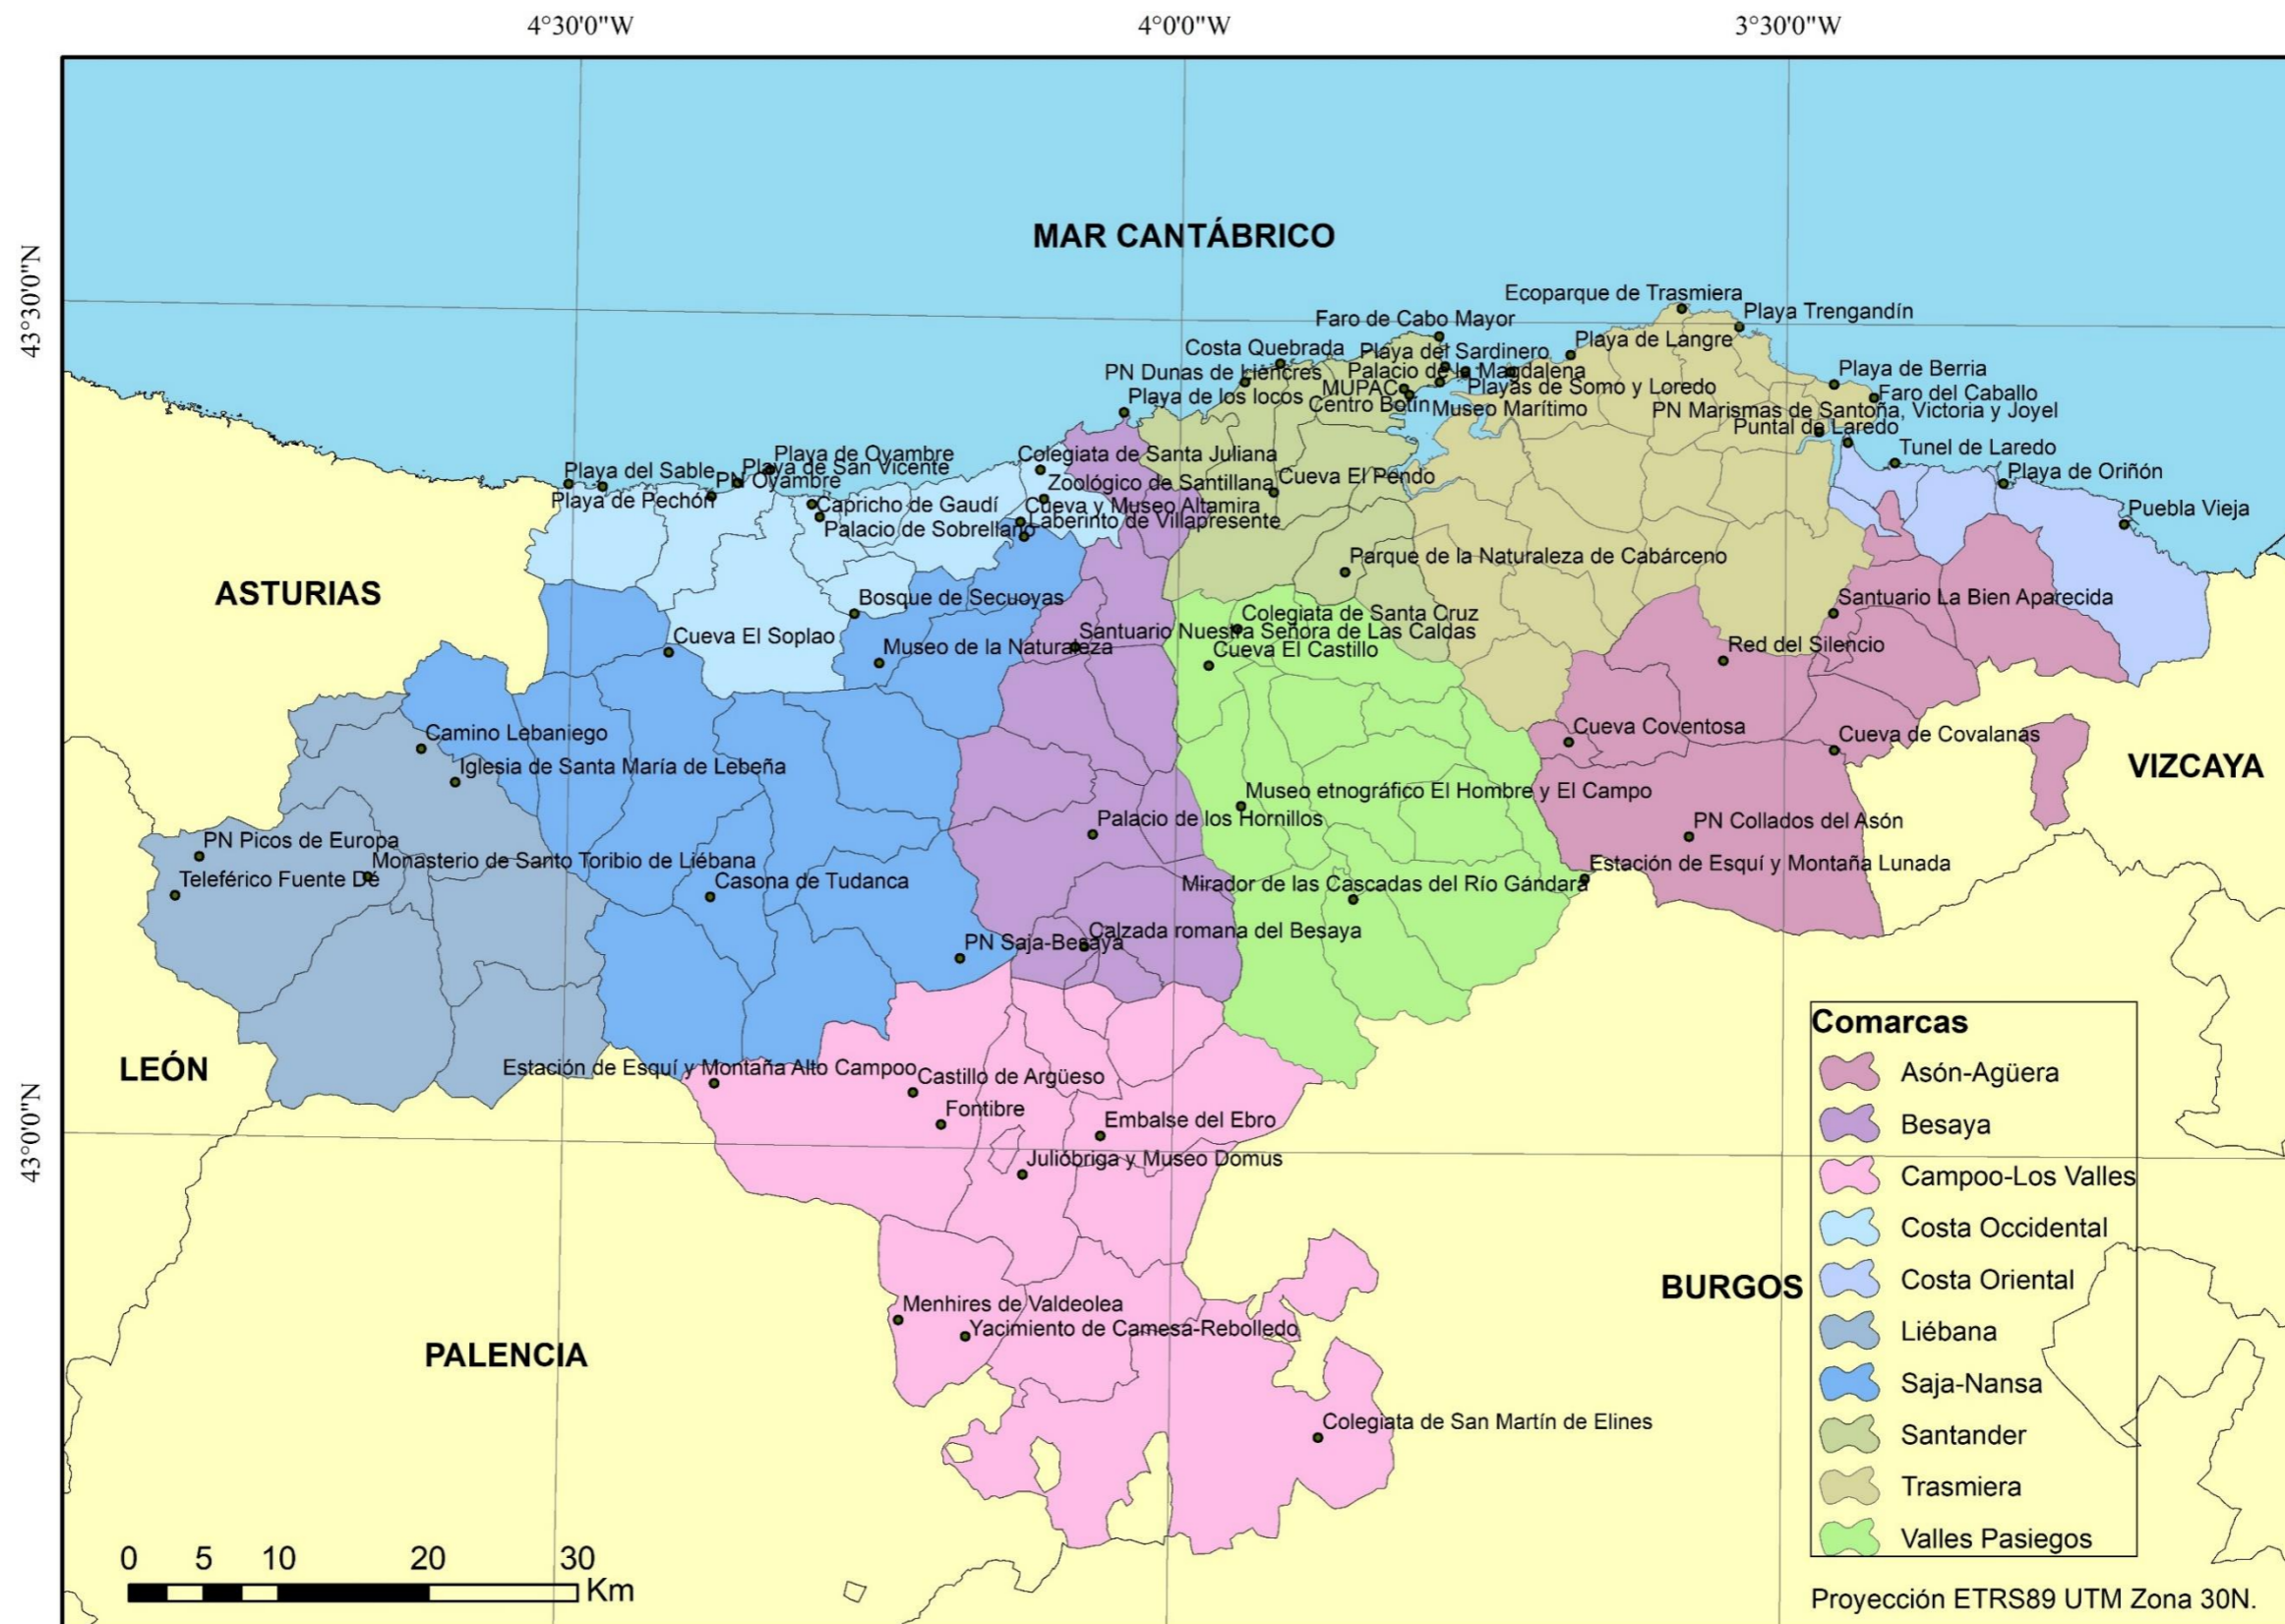 4°30'0"W
4°0'0"W
3°30'0"W
43°30'0"N
43°0'0"N
MAR CANTÁBRICO
Ecoparque de Trasmiera
Playa Trengandín
Faro de Cabo Mayor
Playa de Langre
Costa Quebrada
Playa del Sardinero
PN Dunas de Liencres
Palacio de la Magdalena
Playa de Berria
MUPAC
Playas de Somo y Loredo
Faro del Caballo
Playa de los locos
Centro Botín
Museo Marítimo
PN Marismas de Santoña, Victoria y Joyel
Puntal de Laredo
Tunel de Laredo
Playa de Oyambre
Colegiata de Santa Juliana
Playa del Sable
Playa de San Vicente
PN Oyambre
Playa de Oriñón
Cueva El Pendo
Zoológico de Santillana
Playa de Pechón
Capricho de Gaudí
Cueva y Museo Altamira
Puebla Vieja
Palacio de Sobrellano
Laberinto de Villapresente
Parque de la Naturaleza de Cabárceno
ASTURIAS
Bosque de Secuoyas
Santuario La Bien Aparecida
Colegiata de Santa Cruz
Santuario Nuestra Señora de Las Caldas
Cueva El Soplao
Museo de la Naturaleza
Cueva El Castillo
Red del Silencio
Camino Lebaniego
Cueva Coventosa
Cueva de Covalanas
Iglesia de Santa María de Lebeña
VIZCAYA
Museo etnográfico El Hombre y El Campo
Palacio de los Hornillos
PN Collados del Asón
PN Picos de Europa
Monasterio de Santo Toribio de Liébana
Estación de Esquí y Montaña Lunada
Teleférico Fuente Dé
Casona de Tudanca
Mirador de las Cascadas del Río Gándara
Calzada romana del Besaya
PN Saja-Besaya
LEÓN
Estación de Esquí y Montaña Alto Campoo
Castillo de Argüeso
Fontibre
Embalse del Ebro
Julióbriga y Museo Domus
BURGOS
Menhires de Valdeolea
Yacimiento de Camesa-Rebolledo
PALENCIA
Colegiata de San Martín de Elines
Comarcas
Asón-Agüera
Besaya
Campoo-Los Valles
Costa Occidental
Costa Oriental
Liébana
Saja-Nansa
Santander
Trasmiera
Valles Pasiegos
0 5 10 20 30
Km
Proyección ETRS89 UTM Zona 30N.